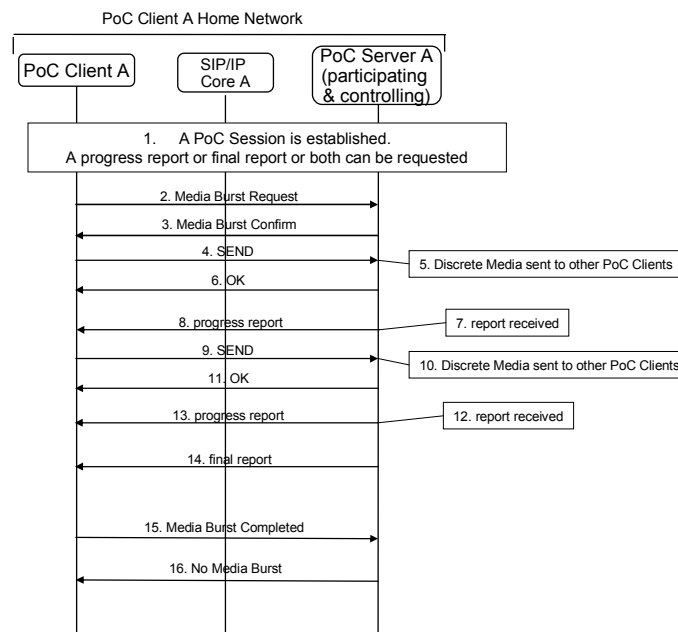 PoC Client A Home Network
PoC Client A
SIP/IP
Core A
PoC Server A
(participating
& controlling)
1. A PoC Session is established.
A progress report or final report or both can be requested
2. Media Burst Request
3. Media Burst Confirm
4. SEND
5. Discrete Media sent to other PoC Clients
6. OK
7. report received
8. progress report
9. SEND
10. Discrete Media sent to other PoC Clients
11. OK
12. report received
13. progress report
14. final report
15. Media Burst Completed
16. No Media Burst